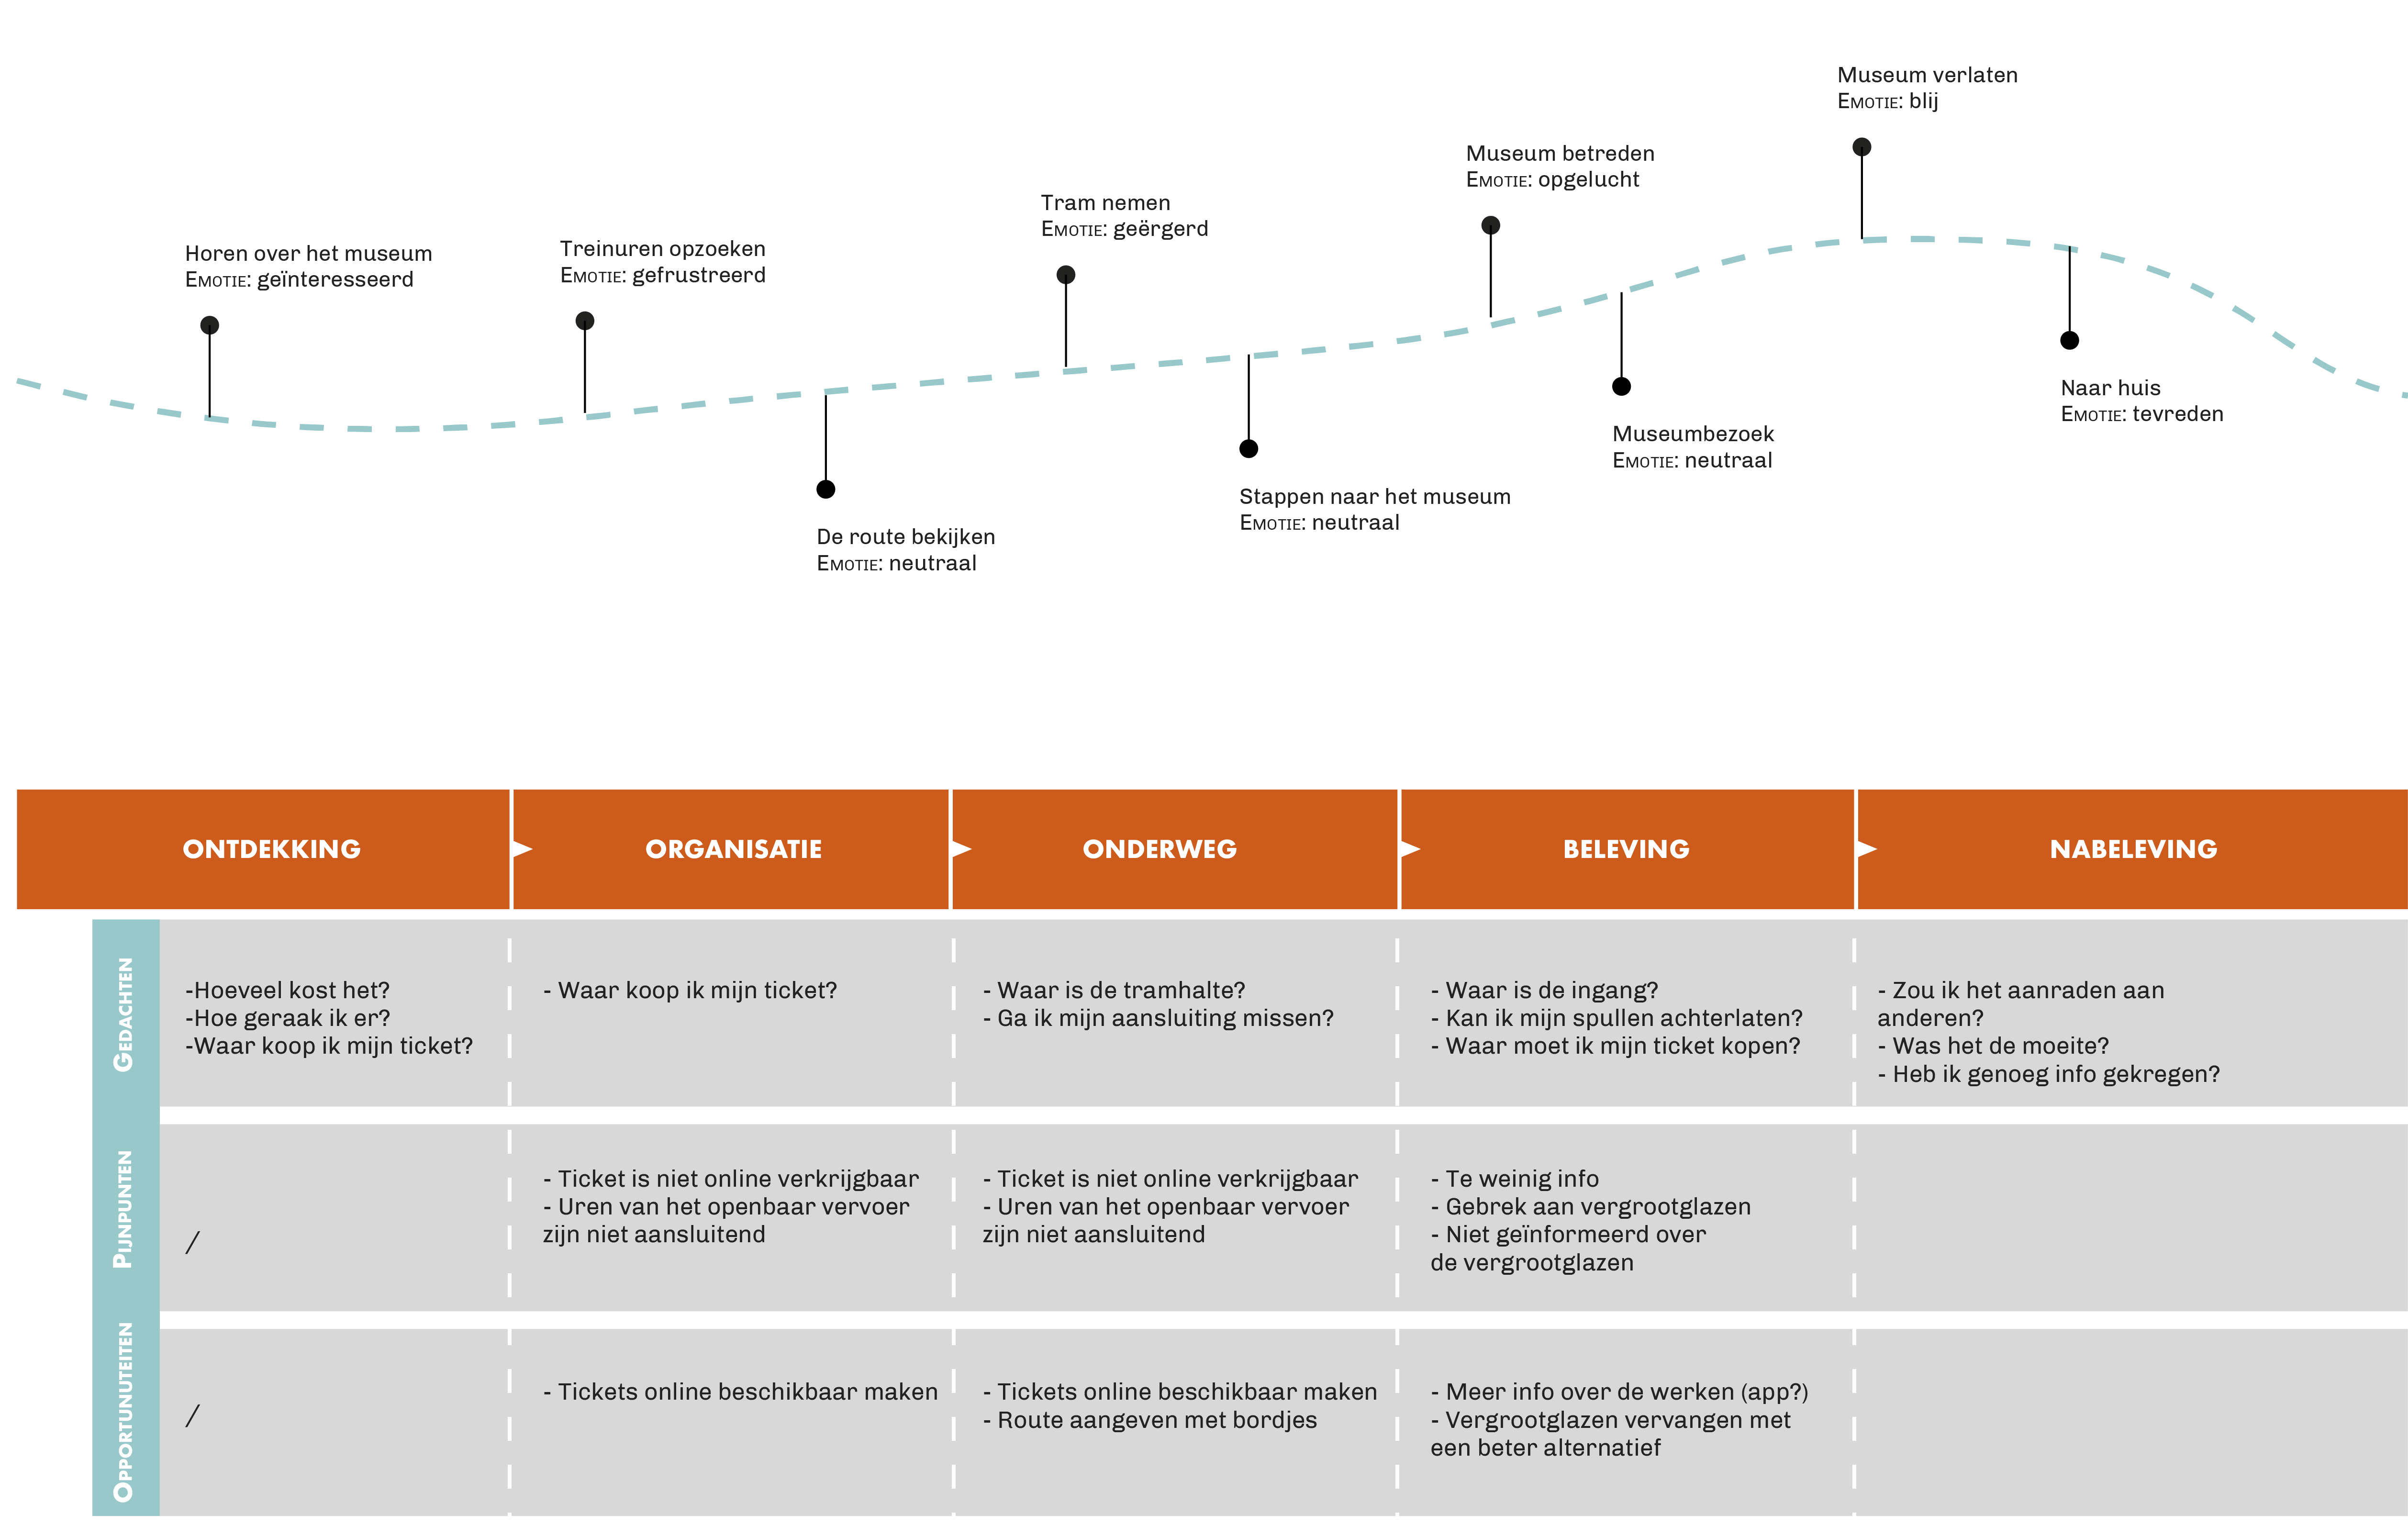 Horen over het museum
Emotie: geïnteresseerd
Treinuren opzoeken
Emotie: gefrustreerd
De route bekijken
Emotie: neutraal
Tram nemen
Emotie: geërgerd
Stappen naar het museum
Emotie: neutraal
Museum betreden
Emotie: opgelucht
Museumbezoek
Emotie: neutraal
Museum verlaten
Emotie: blij
Naar huis
Emotie: tevreden
ONTDEKKING
ORGANISATIE
ONDERWEG
BELEVING
NABELEVING
Gedachten
-Hoeveel kost het?
-Hoe geraak ik er?
-Waar koop ik mijn ticket?
- Waar koop ik mijn ticket?
- Waar is de tramhalte?
- Ga ik mijn aansluiting missen?
- Waar is de ingang?
- Kan ik mijn spullen achterlaten?
- Waar moet ik mijn ticket kopen?
- Zou ik het aanraden aan
anderen?
- Was het de moeite?
- Heb ik genoeg info gekregen?
Pijnpunten
/
- Ticket is niet online verkrijgbaar
- Uren van het openbaar vervoer
zijn niet aansluitend
- Ticket is niet online verkrijgbaar
- Uren van het openbaar vervoer
zijn niet aansluitend
- Te weinig info
- Gebrek aan vergrootglazen
- Niet geïnformeerd over
de vergrootglazen
Opportunuteiten
/
- Tickets online beschikbaar maken
- Tickets online beschikbaar maken
- Route aangeven met bordjes
- Meer info over de werken (app?)
- Vergrootglazen vervangen met
een beter alternatief